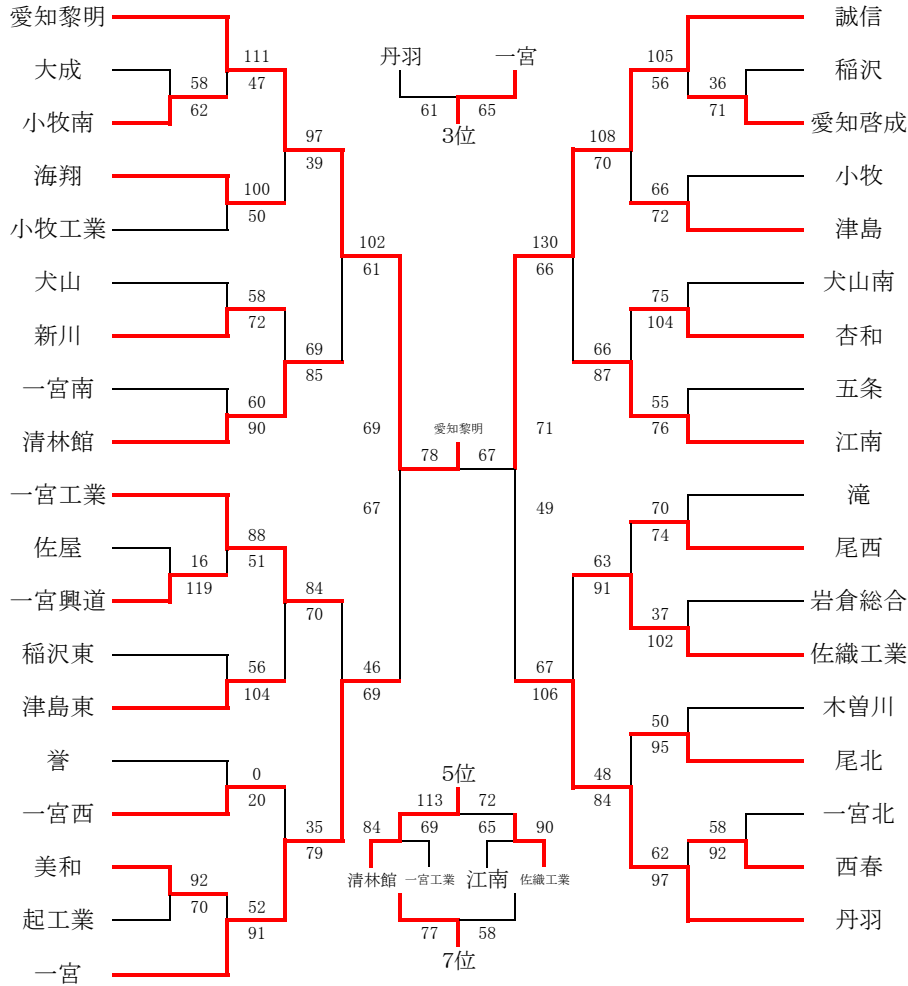 愛知黎明 誠信
丹羽 一宮
111 105
大成 稲沢
58 47 56 36
62 61 65 71
小牧南 3位 愛知啓成
97 108
39 70
海翔 小牧
100 66
50 72
小牧工業 津島
102 130
61 66
犬山 犬山南
58 75
72 104
新川 杏和
69 66
85 87
一宮南 五条
60 55
90 69 愛知黎明 71 76
清林館 78 67 江南
一宮工業 滝
67 49 70
74
88
佐屋 尾西
16 51 63
119 84 91
一宮興道 70 岩倉総合
37
102
稲沢東 佐織工業
56 46 67
104 69 106
津島東 木曽川
50
95
誉 5位 尾北
0 48
20 113 72 84
一宮西 一宮北
35 84 69 65 90 58
79 92
美和 清林館 一宮工業 江南 佐織工業 62 西春
92 97
70 52
起工業 77 58 丹羽
91
7位
一宮